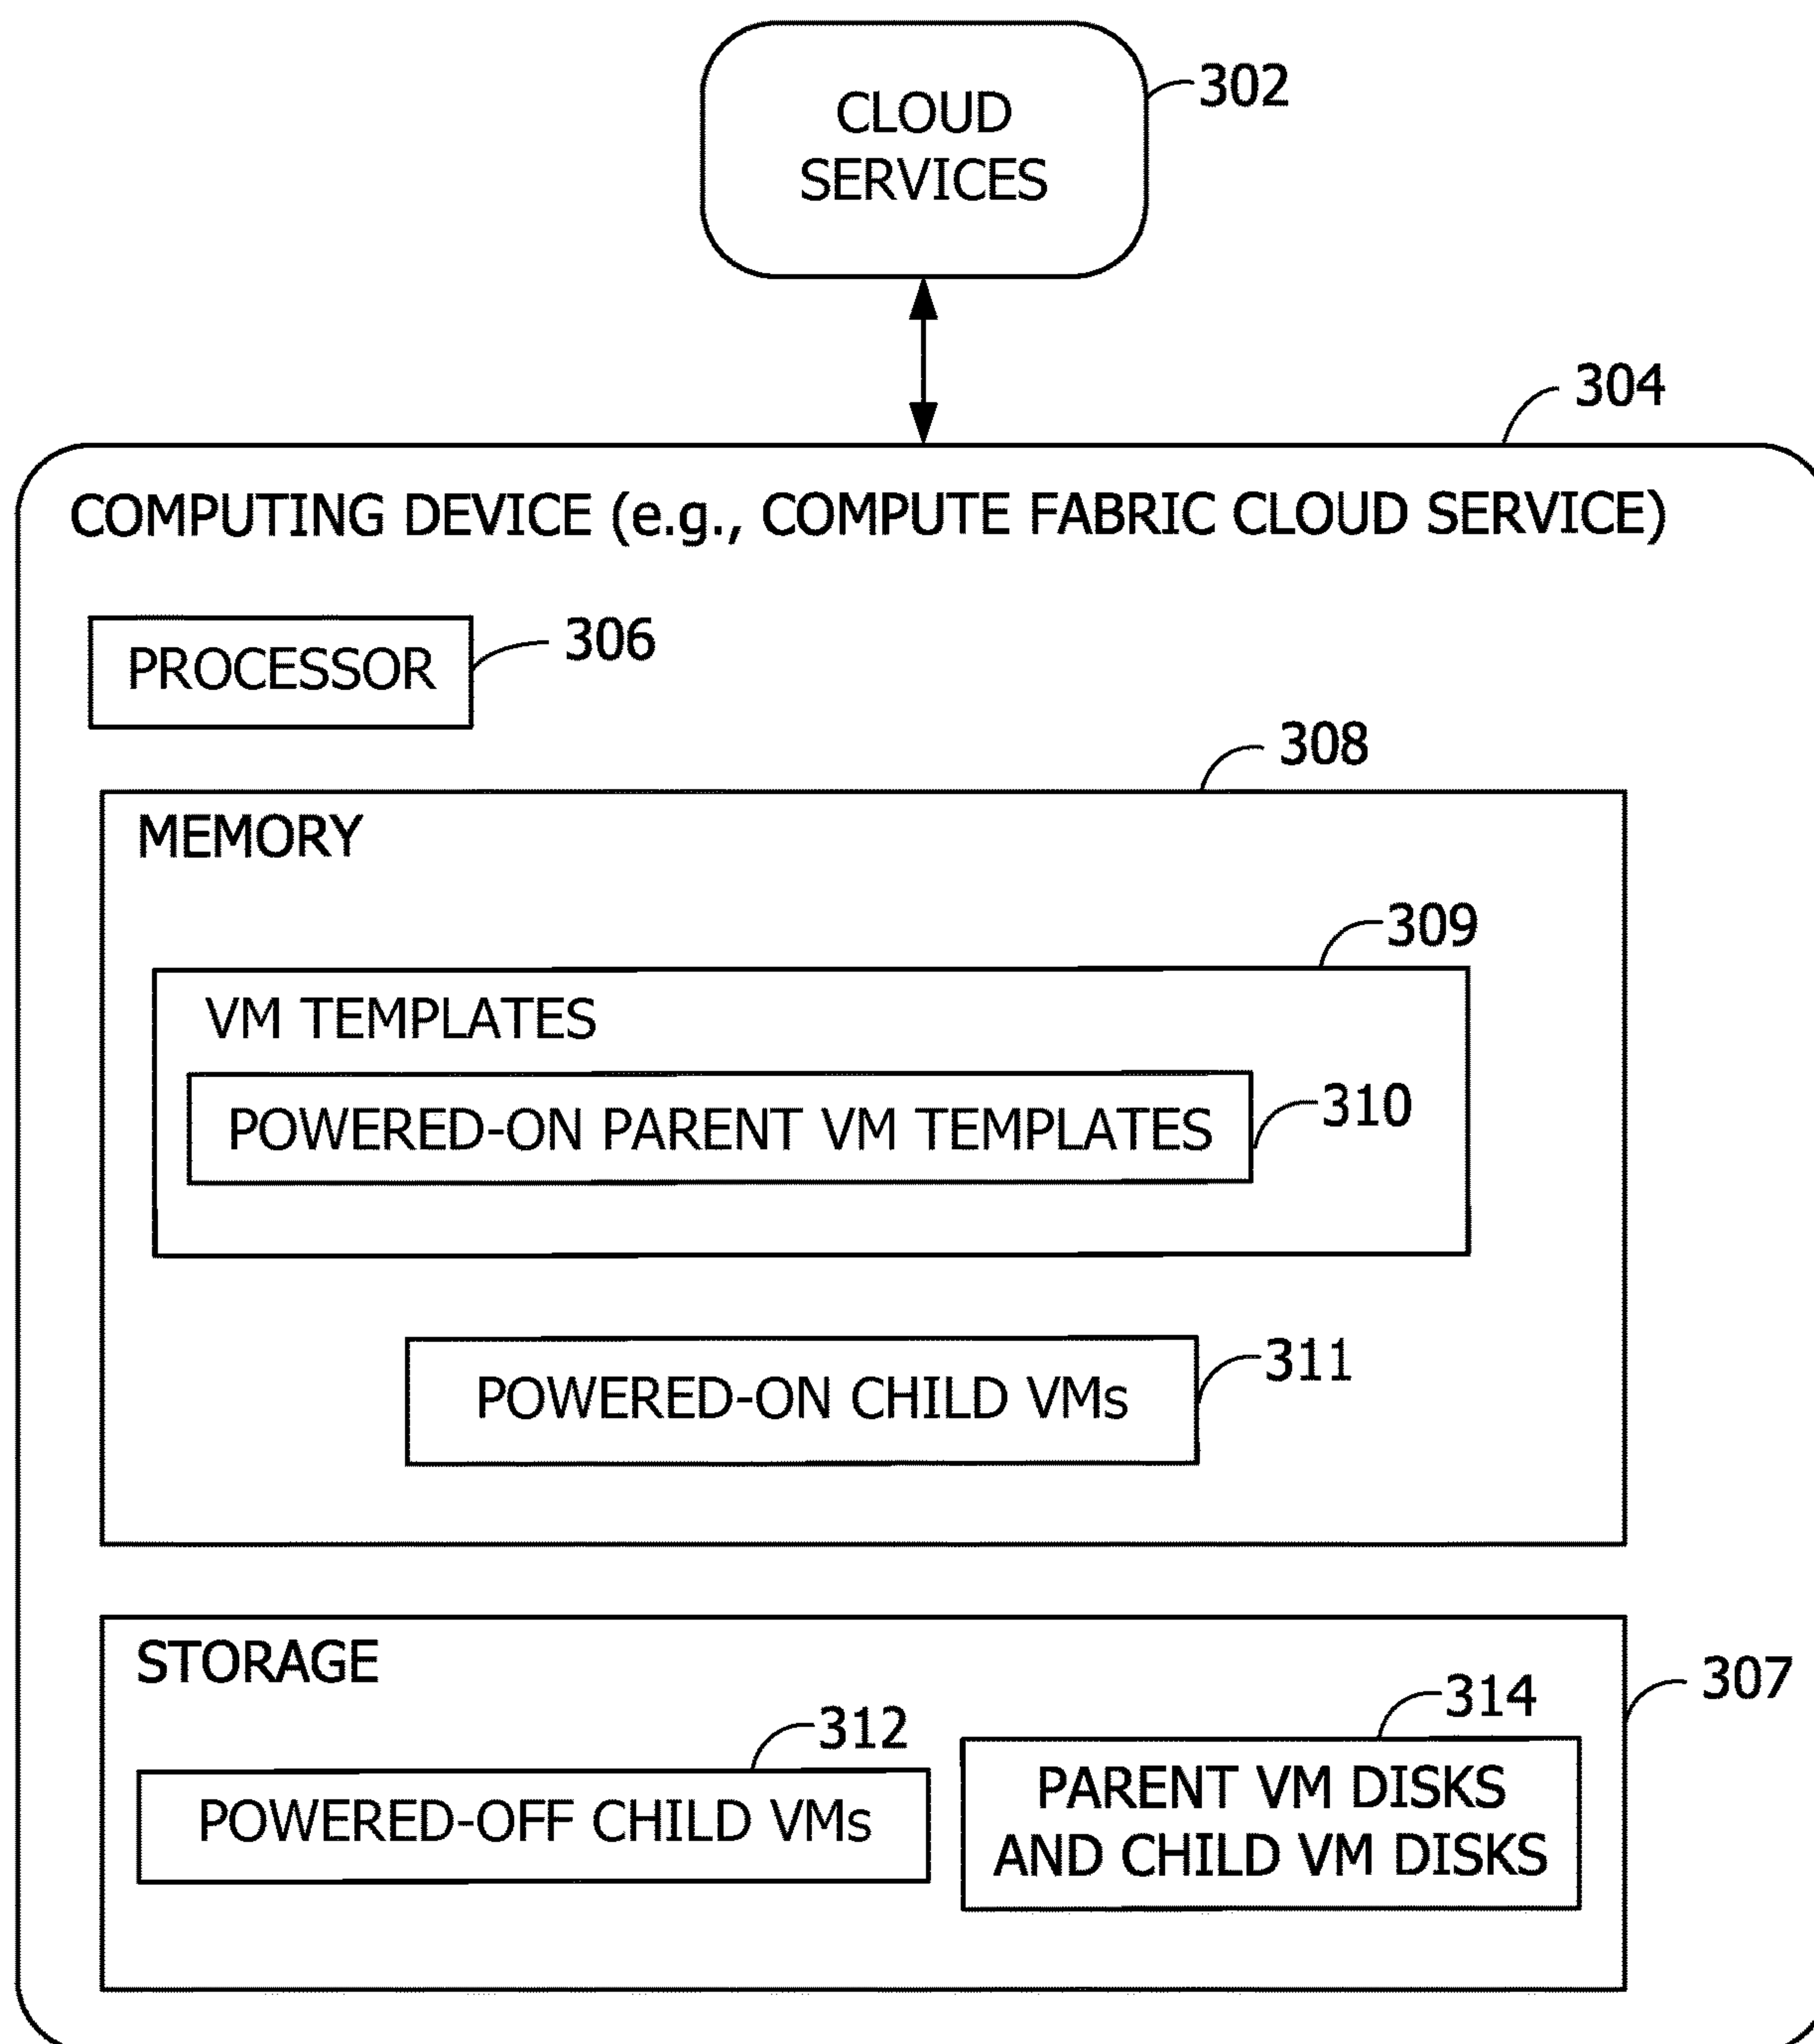 CLOUD
SERVICES
302
304
COMPUTING DEVICE (e.g., COMPUTE FABRIC CLOUD SERVICE)
PROCESSOR
306
308
MEMORY
309
VM TEMPLATES
POWERED-ON PARENT VM TEMPLATES
310
POWERED-ON CHILD VMs
311
STORAGE
307
312
314
POWERED-OFF CHILD VMs
PARENT VM DISKS
AND CHILD VM DISKS